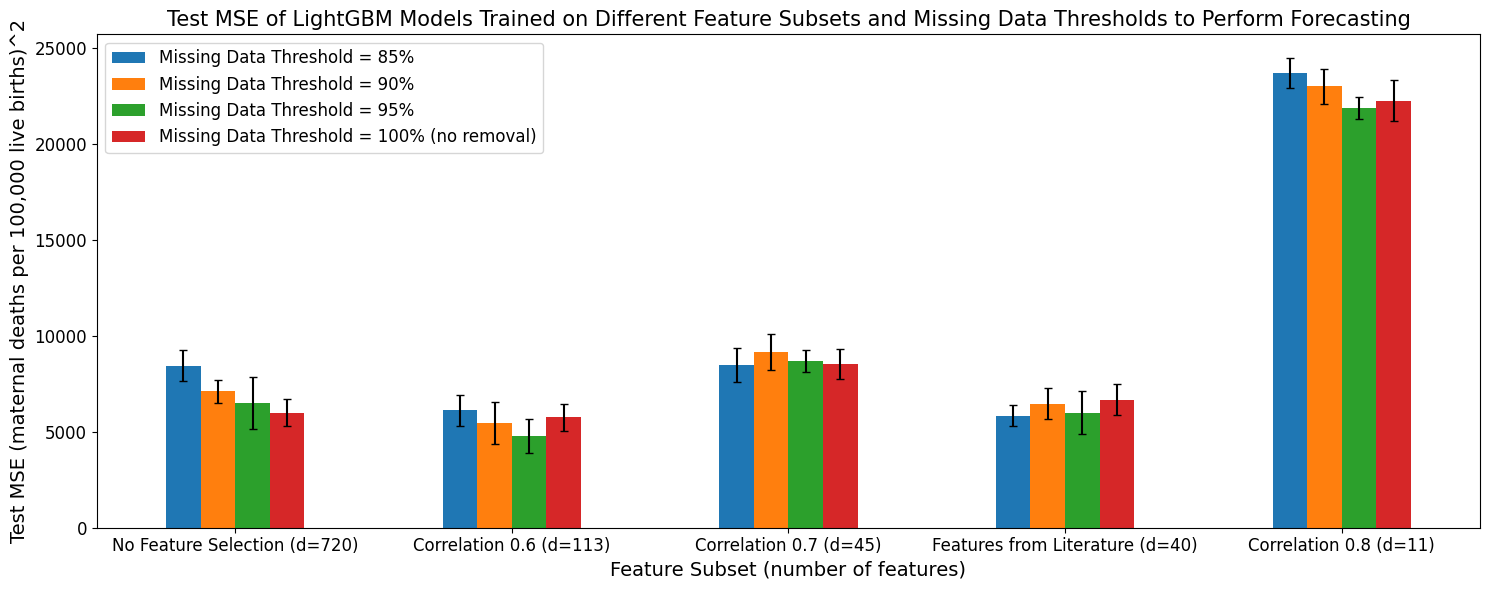 Test MSE of LightGBM Models Trained on Different Feature Subsets and Missing Data Thresholds to Perform Forecasting
Test MSE (maternal deaths per 100,000 live births)^2
25000
20000
15000
10000
5000
0
Missing Data Threshold = 85%
Missing Data Threshold = 90%
Missing Data Threshold = 95%
Missing Data Threshold = 100% (no removal)
No Feature Selection (d=720)
Correlation 0.6 (d=113)
Correlation 0.7 (d=45)
Features from Literature (d=40)
Correlation 0.8 (d=11)
Feature Subset (number of features)